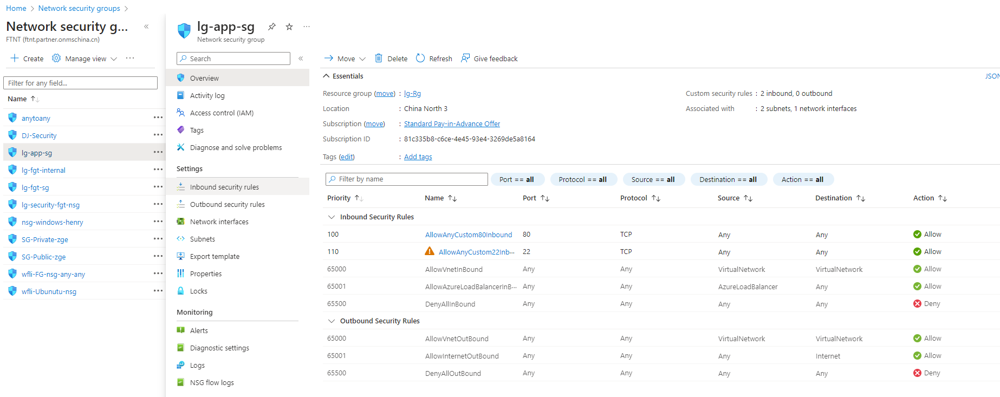 Home > Network security groups >
Network security g...
FTNT (ftnt.partner.onmschina.cn)
Create Manage view
Filter for any field...
Name
anytoany
DJ-Security
lg-app-sg
lg-fgt-internal
lg-fgt-sg
lg-security-fgt-nsg
nsg-windows-henry
SG-Private-zge
SG-Public-zge
wfli-FG-nsg-any-any
wfli-Ubunutu-nsg
lg-app-sg
Network security group
Search
Overview
Activity log
Access control (IAM)
Tags
Diagnose and solve problems
Settings
Inbound security rules
Outbound security rules
Network interfaces
Subnets
Export template
Properties
Locks
Monitoring
Alerts
Diagnostic settings
Logs
NSG flow logs
Move Delete Refresh Give feedback
Essentials
JSON
Resource group (move) : lg-Rg
Location : China North 3
Subscription (move) : Standard Pay-in-Advance Offer
Subscription ID : 81c335b8-c6ce-4e45-93e4-3269de5a8164
Tags (edit) : Add tags
Custom security rules : 2 inbound, 0 outbound
Associated with : 2 subnets, 1 network interfaces
Filter by name Port == all Protocol == all Source == all Destination == all Action == all
Priority Name Port Protocol Source Destination Action
Inbound Security Rules
100 AllowAnyCustom80Inbound 80 TCP Any Any Allow
110 AllowAnyCustom22Inb... 22 TCP Any Any Allow
65000 AllowVnetInBound Any Any VirtualNetwork VirtualNetwork Allow
65001 AllowAzureLoadBalancerInB... Any Any AzureLoadBalancer Any Allow
65500 DenyAllInBound Any Any Any Any Deny
Outbound Security Rules
65000 AllowVnetOutBound Any Any VirtualNetwork VirtualNetwork Allow
65001 AllowInternetOutBound Any Any Any Internet Allow
65500 DenyAllOutBound Any Any Any Any Deny